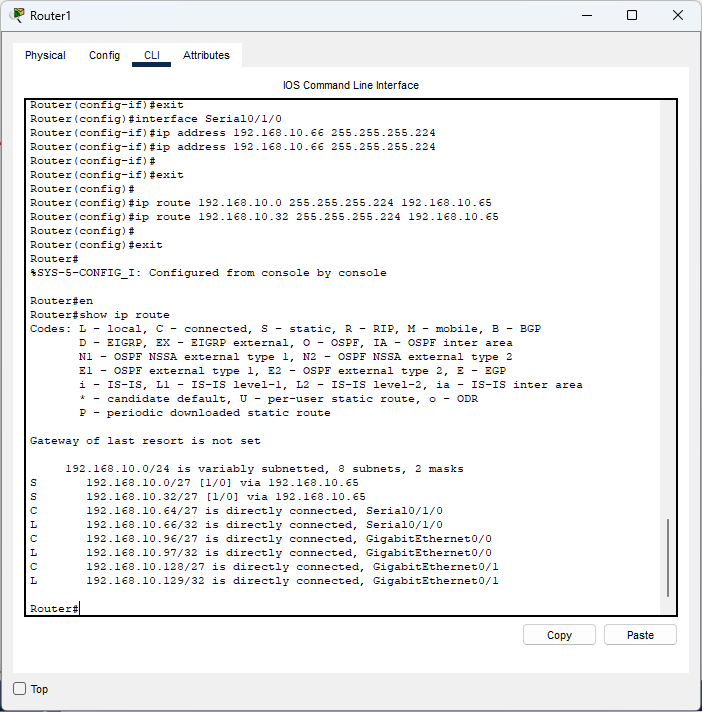 Router1
Physical Config CLI Attributes
IOS Command Line Interface
Router(config-if)#exit
Router(config)#interface Serial0/1/0
Router(config-if)#ip address 192.168.10.66 255.255.255.224
Router(config-if)#ip address 192.168.10.66 255.255.255.224
Router(config-if)#
Router(config-if)#exit
Router(config)#
Router(config)#ip route 192.168.10.0 255.255.255.224 192.168.10.65
Router(config)#ip route 192.168.10.32 255.255.255.224 192.168.10.65
Router(config)#
Router(config)#exit
Router#
%SYS-5-CONFIG_I: Configured from console by console
Router#en
Router#show ip route
Codes: L - local, C - connected, S - static, R - RIP, M - mobile, B - BGP
D - EIGRP, EX - EIGRP external, O - OSPF, IA - OSPF inter area
N1 - OSPF NSSA external type 1, N2 - OSPF NSSA external type 2
E1 - OSPF external type 1, E2 - OSPF external type 2, E - EGP
i - IS-IS, L1 - IS-IS level-1, L2 - IS-IS level-2, ia - IS-IS inter area
* - candidate default, U - per-user static route, o - ODR
P - periodic downloaded static route
Gateway of last resort is not set
192.168.10.0/24 is variably subnetted, 8 subnets, 2 masks
S 192.168.10.0/27 [1/0] via 192.168.10.65
S 192.168.10.32/27 [1/0] via 192.168.10.65
C 192.168.10.64/27 is directly connected, Serial0/1/0
L 192.168.10.66/32 is directly connected, Serial0/1/0
C 192.168.10.96/27 is directly connected, GigabitEthernet0/0
L 192.168.10.97/32 is directly connected, GigabitEthernet0/0
C 192.168.10.128/27 is directly connected, GigabitEthernet0/1
L 192.168.10.129/32 is directly connected, GigabitEthernet0/1
Router#
Copy Paste
Top